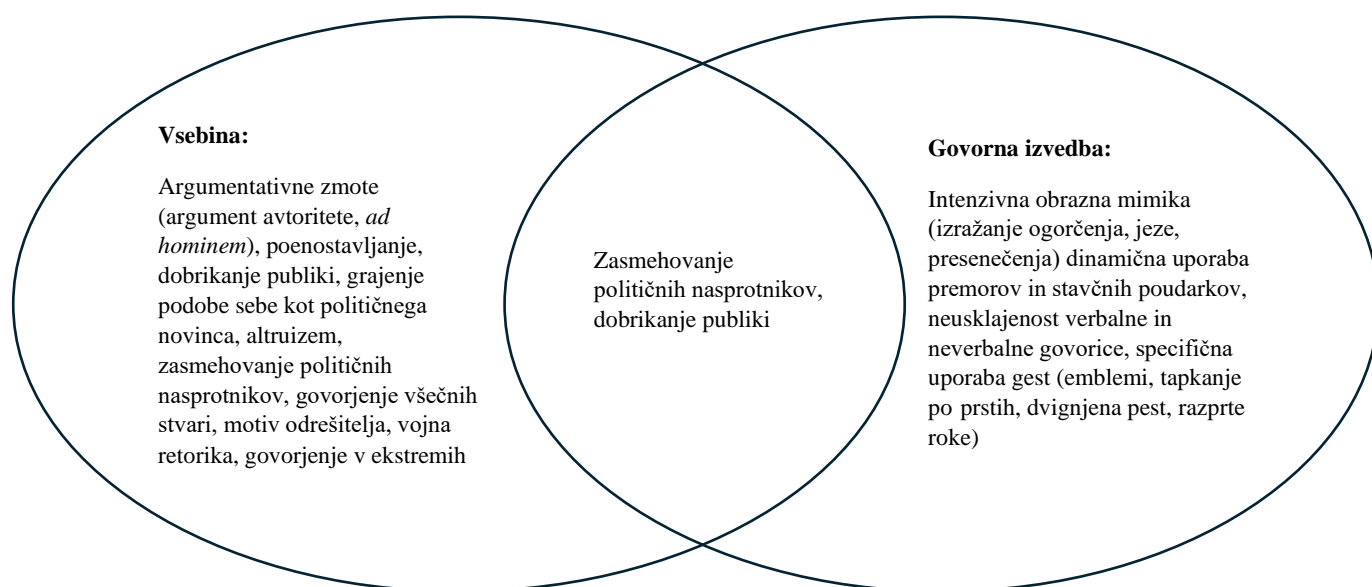 Vsebina:
Argumentativne zmote
(argument avtoritete, ad
hominem), poenostavljanje,
dobrikanje publiki, grajenje
podobe sebe kot političnega
novinca, altruizem,
zasmehovanje političnih
nasprotnikov, govorjenje všečnih
stvari, motiv odrešitelja, vojna
retorika, govorjenje v ekstremih
Zasmehovanje
političnih nasprotnikov,
dobrikanje publiki
Govorna izvedba:
Intenzivna obrazna mimika
(izražanje ogorčenja, jeze,
presenečenja) dinamična uporaba
premorov in stavčnih poudarkov,
neusklajenost verbalne in
neverbalne govorice, specifična
uporaba gest (emblemi, tapkanje
po prstih, dvignjena pest, razprte
roke)